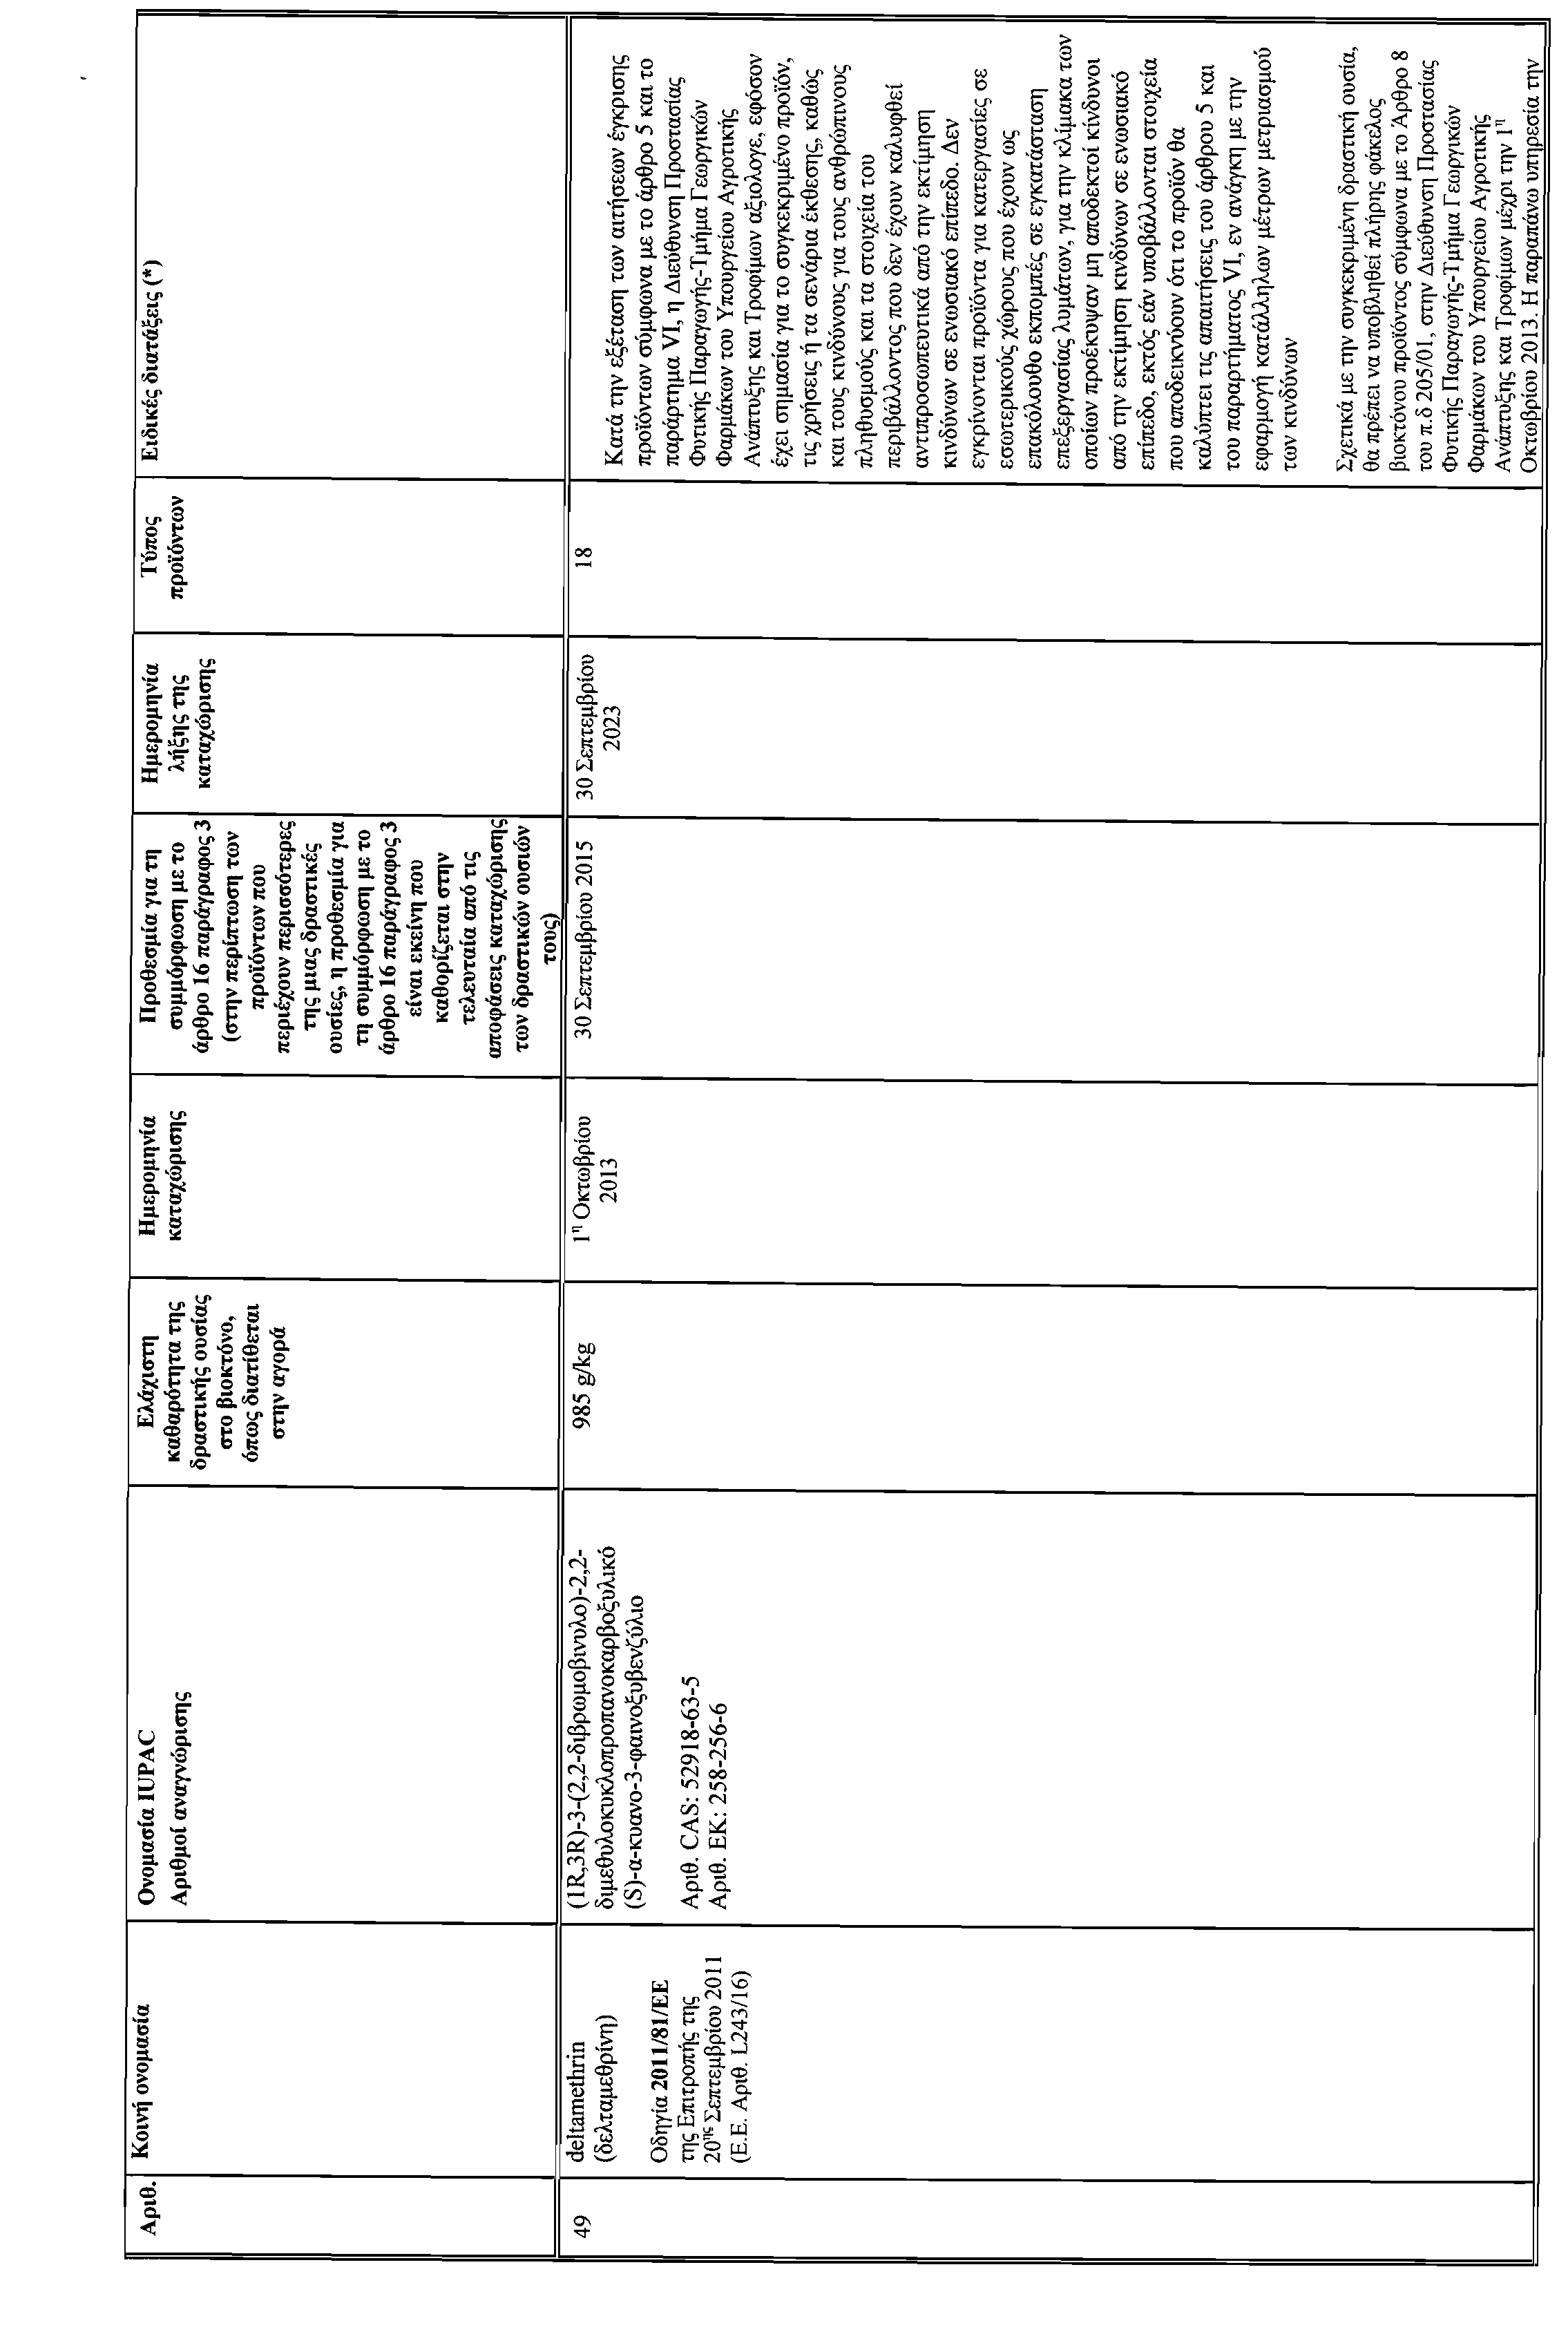 Αριθ.
Κοινή ονομασία
Ονομασία IUPAC
Αριθμοί αναγνώρισης
Ελάχιστη
καθαρότητα της
δραστικής ουσίας
στο βιοκτόνο,
όπως διατίθεται
στην αγορά
Ημερομηνία
καταχώρισης
Προθεσμία για τη
συμμόρφωση με το
άρθρο 16 παράγραφος 3
(στην περίπτωση των
προϊόντων που
περιέχουν περισσότερες
της μιας δραστικές
ουσίες, η προθεσμία για
τη συμμόρφωση με το
άρθρο 16 παράγραφος 3
είναι εκείνη που
καθορίζεται στην
τελευταία από τις
αποφάσεις καταχώρισης
των δραστικών ουσιών
τους)
Ημερομηνία
λήξης της
καταχώρισης
Τύπος
προϊόντων
Ειδικές διατάξεις (*)
49
deltamethrin
(δελταμεθρίνη)
Οδηγία 2011/81/ΕΕ
της Επιτροπής της
20ης Σεπτεμβρίου 2011
(Ε.Ε. Αριθ. L243/16)
(1R,3R)-3-(2,2-διβρωμοβινυλο)-2,2-
διμεθυλοκυκλοπροπανοκαρβοξυλικό
(S)-α-κυανο-3-φαινοξυβενζύλιο
Αριθ. CAS: 52918-63-5
Αριθ. ΕΚ: 258-256-6
985 g/kg
1η Οκτωβρίου
2013
30 Σεπτεμβρίου 2015
30 Σεπτεμβρίου
2023
18
Κατά την εξέταση των αιτήσεων έγκρισης
προϊόντων σύμφωνα με το άρθρο 5 και το
παράρτημα VI, η Διεύθυνση Προστασίας
Φυτικής Παραγωγής-Τμήμα Γεωργικών
Φαρμάκων του Υπουργείου Αγροτικής
Ανάπτυξης και Τροφίμων αξιολογε, εφόσον
έχει σημασία για το συγκεκριμένο προϊόν,
τις χρήσεις ή τα σενάρια έκθεσης, καθώς
και τους κινδύνους για τους ανθρώπινους
πληθυσμούς και τα στοιχεία του
περιβάλλοντος που δεν έχουν καλυφθεί
αντιπροσωπευτικά από την εκτίμηση
κινδύνων σε ενωσιακό επίπεδο. Δεν
εγκρίνονται προϊόντα για κατεργασίες σε
εσωτερικούς χώρους που έχουν ως
επακόλουθο εκπομπές σε εγκατάσταση
επεξεργασίας λυμάτων, για την κλίμακα των
οποίων προέκυψαν μη αποδεκτοί κίνδυνοι
από την εκτίμηση κινδύνων σε ενωσιακό
επίπεδο, εκτός εάν υποβάλλονται στοιχεία
που αποδεικνύουν ότι το προϊόν θα
καλύπτει τις απαιτήσεις του άρθρου 5 και
του παραρτήματος VI, εν ανάγκη με την
εφαρμογή κατάλληλων μέτρων μετριασμού
των κινδύνων
Σχετικά με την συγκεκριμένη δραστική ουσία,
θα πρέπει να υποβληθεί πλήρης φάκελος
βιοκτόνου προϊόντος σύμφωνα με το Άρθρο 8
του π.δ 205/01, στην Διεύθυνση Προστασίας
Φυτικής Παραγωγής-Τμήμα Γεωργικών
Φαρμάκων του Υπουργείου Αγροτικής
Ανάπτυξης και Τροφίμων μέχρι την 1η
Οκτωβρίου 2013. Η παραπάνω υπηρεσία την